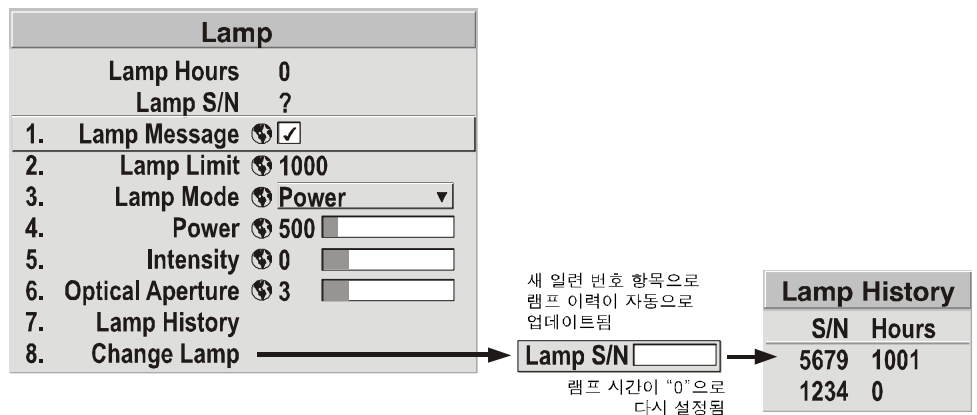 Lamp
Lamp Hours 0
Lamp S/N ?
1. Lamp Message
2. Lamp Limit 1000
3. Lamp Mode Power
4. Power 500
5. Intensity 0
6. Optical Aperture 3
7. Lamp History
8. Change Lamp
새 일련 번호 항목으로
램프 이력이 자동으로
업데이트됨
Lamp S/N
램프 시간이 “0”으로
다시 설정됨
Lamp History
S/N Hours
5679 1001
1234 0